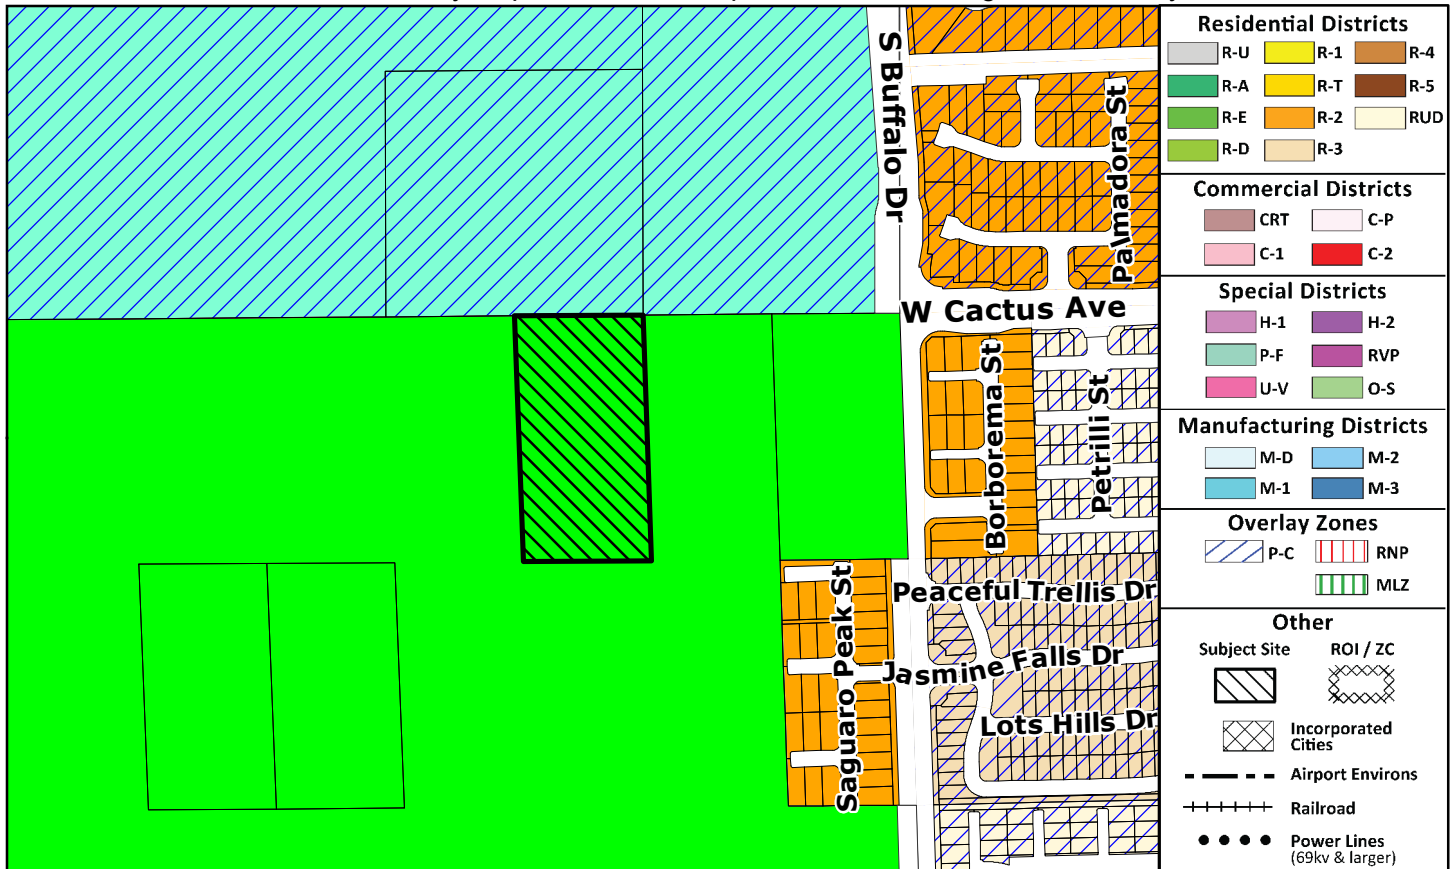 S Buffalo Dr
Palmadora St
W Cactus Ave
Borborema St
Petrilli St
Peaceful Trellis Dr
Saguaro Peak St
Jasmine Falls Dr
Lots Hills Dr
Residential Districts
R-U R-1 R-4
R-A R-T R-5
R-E R-2 RUD
R-D R-3
Commercial Districts
CRT C-P
C-1 C-2
Special Districts
H-1 H-2
P-F RVP
U-V O-S
Manufacturing Districts
M-D M-2
M-1 M-3
Overlay Zones
P-C RNP
MLZ
Other
Subject Site ROI / ZC
Incorporated
Cities
Airport Environs
Railroad
Power Lines
(69kv & larger)